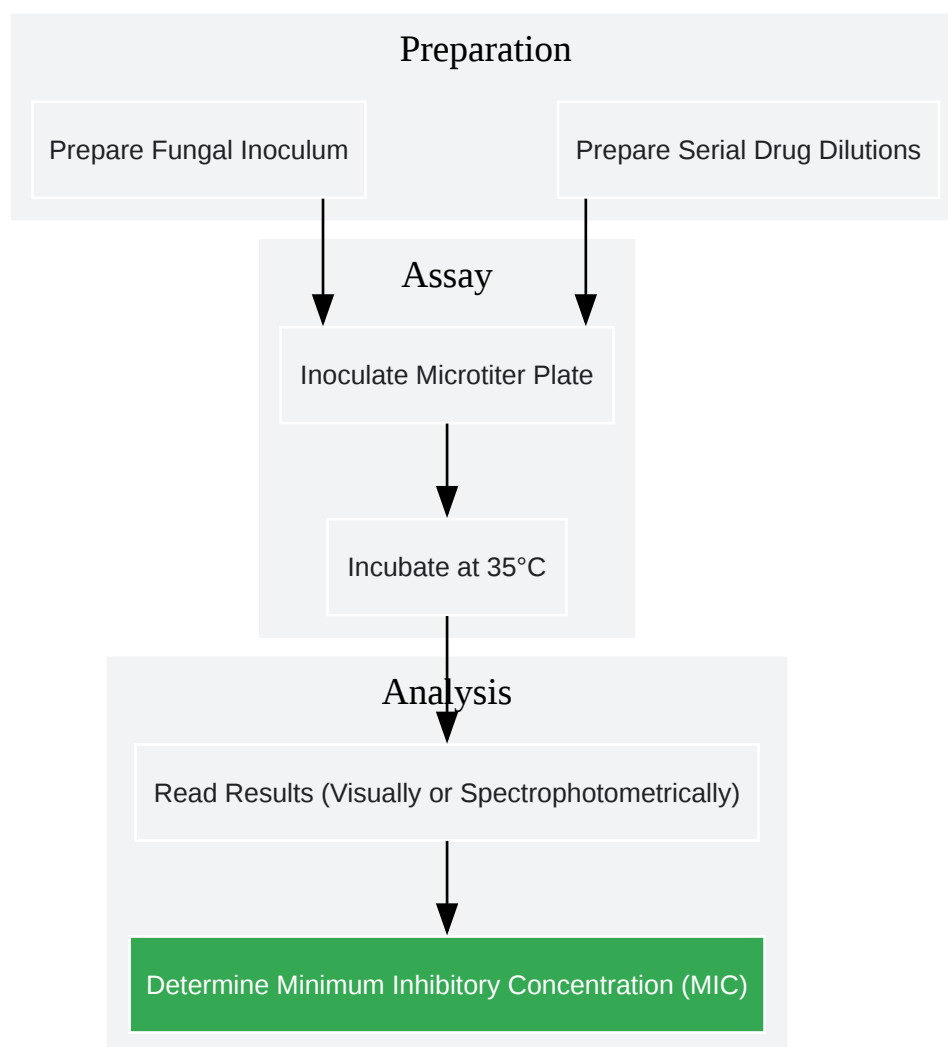 Preparation
Prepare Fungal Inoculum
Prepare Serial Drug Dilutions
Assay
Inoculate Microtiter Plate
Incubate at 35°C
Analysis
Read Results (Visually or Spectrophotometrically)
Determine Minimum Inhibitory Concentration (MIC)